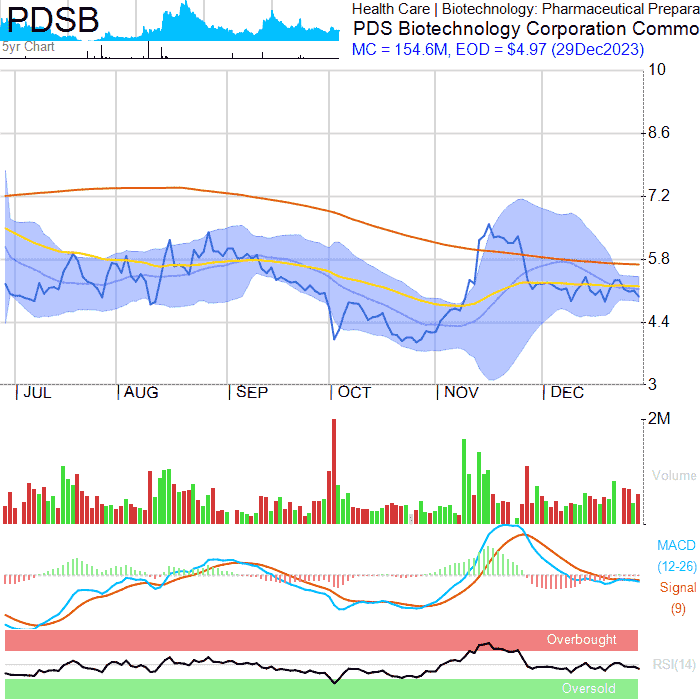 PDSB
5yr Chart
Health Care | Biotechnology: Pharmaceutical Prepara
PDS Biotechnology Corporation Commo
MC = 154.6M, EOD = $4.97 (29Dec2023)
10
8.6
7.2
5.8
4.4
3
JUL AUG SEP OCT NOV DEC
2M
Volume
MACD
(12-26)
Signal
(9)
Overbought
RSI(14)
Oversold